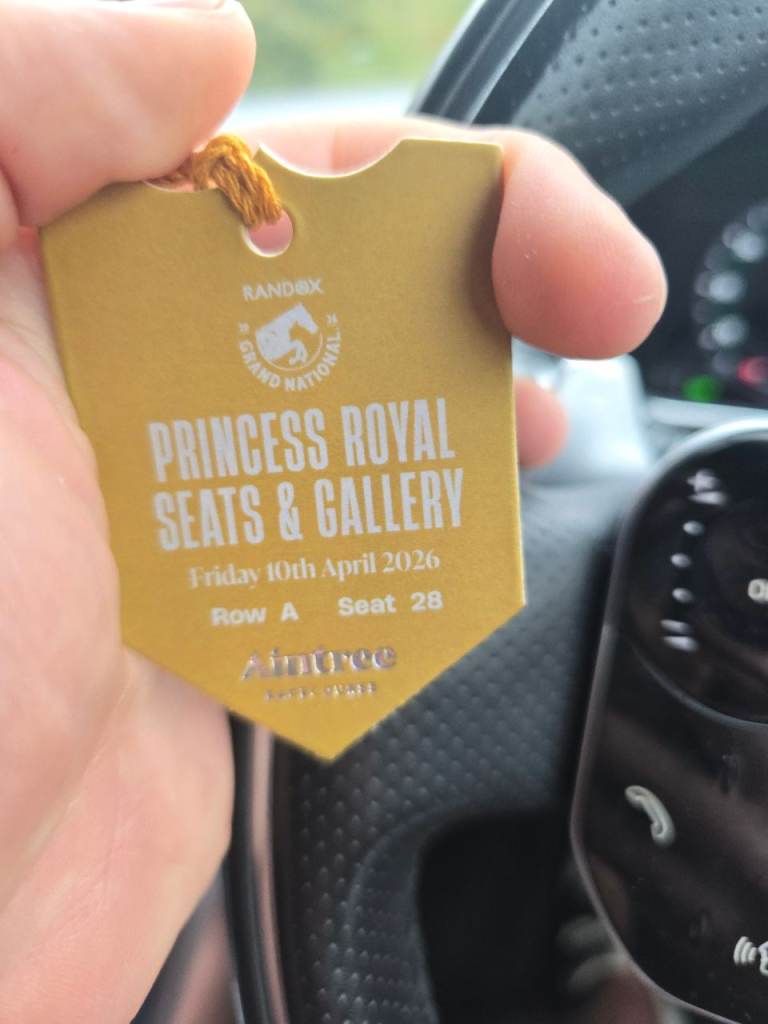 RANDOX
GRAND NATIONAL
PRINCESS ROYAL
SEATS & GALLERY
Friday 10th April 2026
Row A Seat 28
Aintree